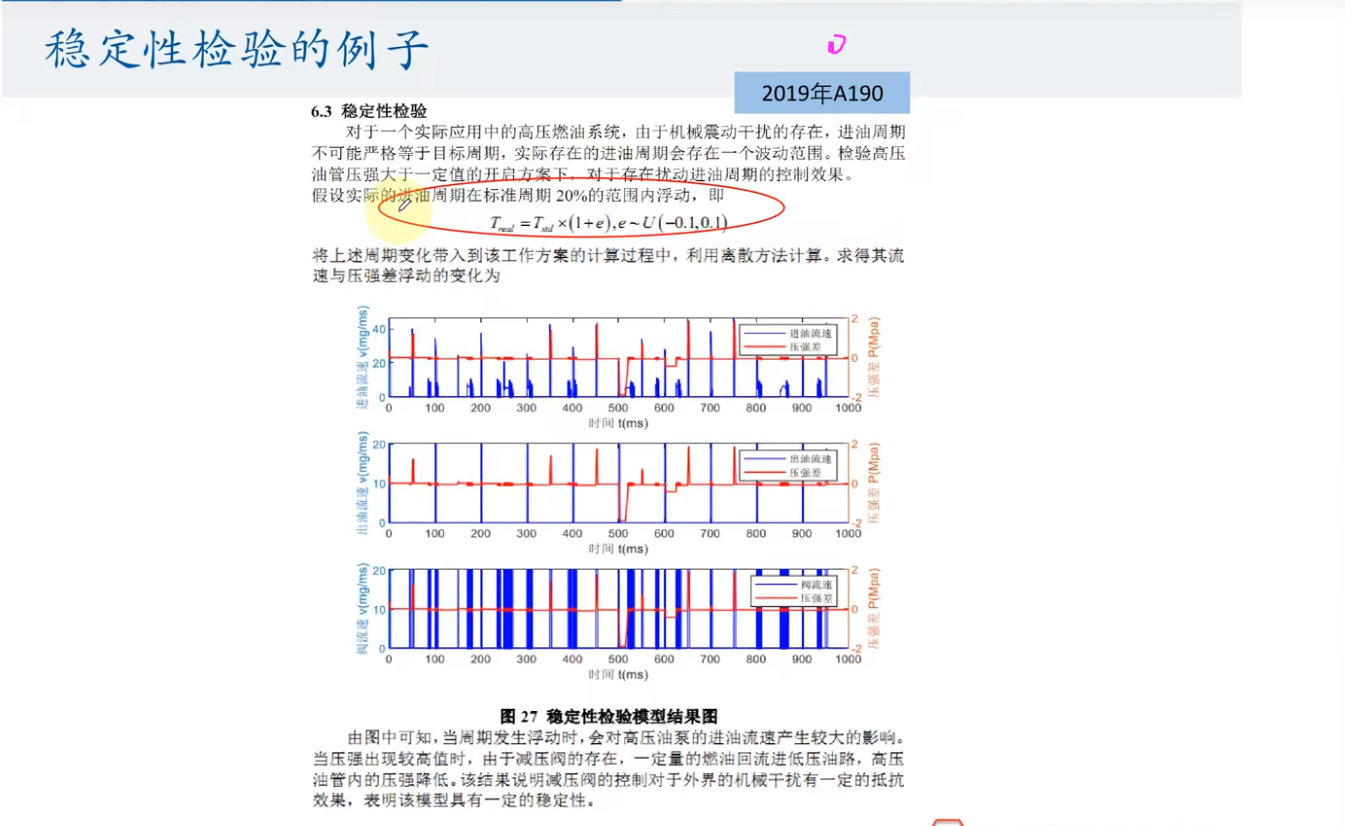 稳定性检验的例子
2019年A190
6.3 稳定性检验
对于一个实际应用中的高压燃油系统，由于机械震动干扰的存在，进油周期
不可能严格等于目标周期，实际存在的进油周期会存在一个波动范围。检验高压
油管压强大于一定值的开启方案下，对于存在扰动进油周期的控制效果。
假设实际的进油周期在标准周期 20%的范围内浮动，即
T_real = T_std ×(1+e), e ~ U(−0.1,0.1)
将上述周期变化带入到该工作方案的计算过程中，利用离散方法计算。求得其流
速与压强差浮动的变化为
进油流速 v(mg/ms)
40
20
0
进油流速
压强差
2
0
-2
压强差 P(Mpa)
0 100 200 300 400 500 600 700 800 900 1000
时间 t(ms)
出油流速 v(mg/ms)
20
10
0
出油流速
压强差
2
0
-2
压强差 P(Mpa)
0 100 200 300 400 500 600 700 800 900 1000
时间 t(ms)
阀流速 v(mg/ms)
20
10
0
阀流速
压强差
2
0
-2
压强差 P(Mpa)
0 100 200 300 400 500 600 700 800 900 1000
时间 t(ms)
图 27 稳定性检验模型结果图
由图中可知，当周期发生浮动时，会对高压油泵的进油流速产生较大的影响。
当压强出现较高值时，由于减压阀的存在，一定量的燃油回流进低压油路，高压
油管内的压强降低。该结果说明减压阀的控制对于外界的机械干扰有一定的抵抗
效果，表明该模型具有一定的稳定性。